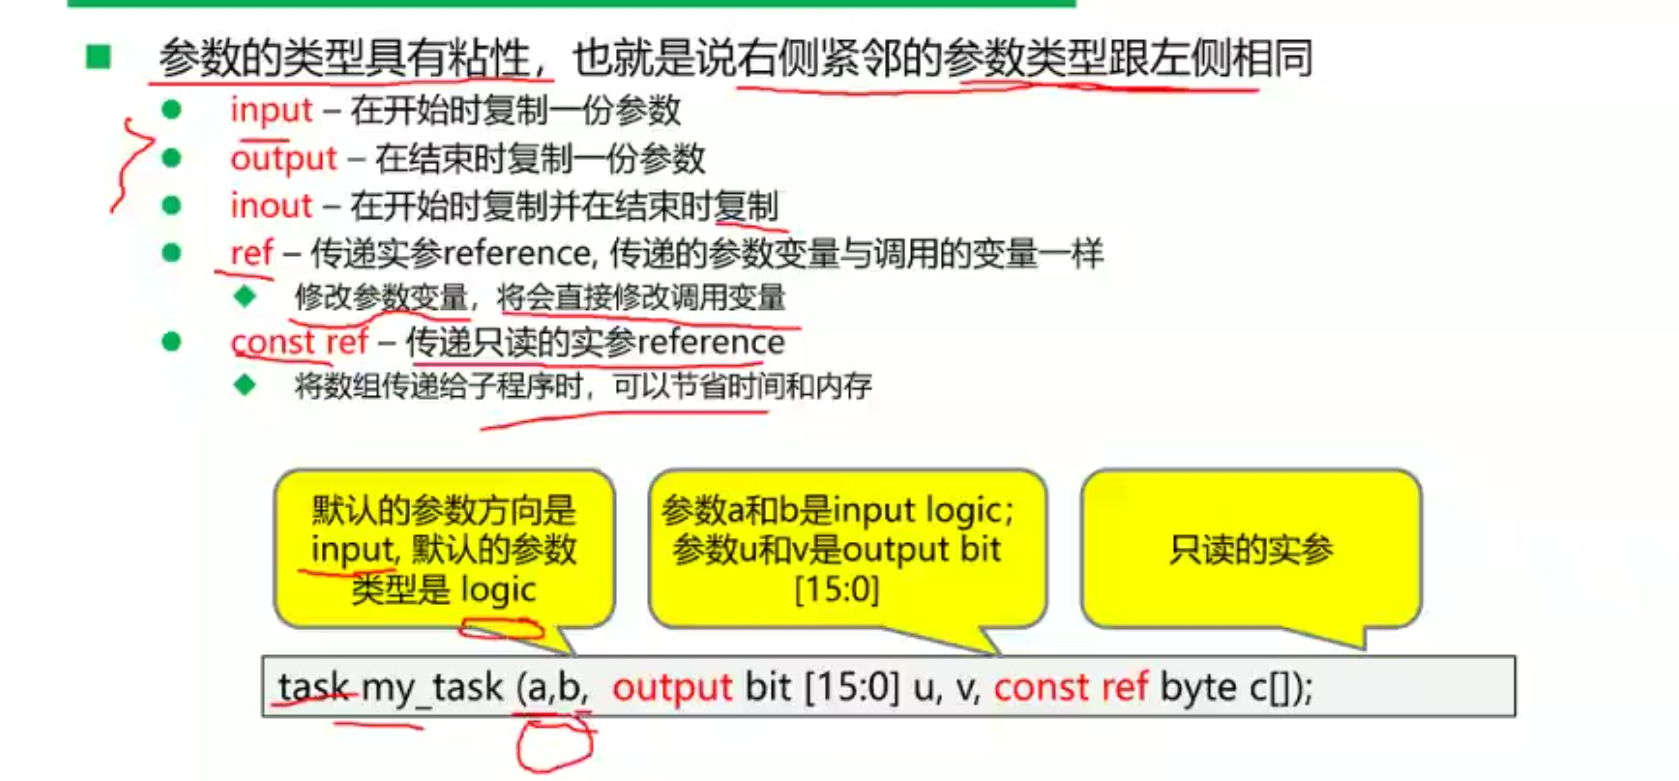 参数的类型具有粘性，也就是说右侧紧邻的参数类型跟左侧相同
input – 在开始时复制一份参数
output – 在结束时复制一份参数
inout – 在开始时复制并在结束时复制
ref – 传递实参reference, 传递的参数变量与调用的变量一样
修改参数变量，将会直接修改调用变量
const ref – 传递只读的实参reference
将数组传递给子程序时，可以节省时间和内存
默认的参数方向是
input, 默认的参数
类型是 logic
参数a和b是input logic；
参数u和v是output bit
[15:0]
只读的实参
task my_task (a,b, output bit [15:0] u, v, const ref byte c[]);